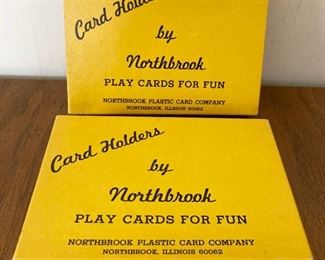 Card Holders
by
Northbrook
PLAY CARDS FOR FUN
NORTHBROOK PLASTIC CARD COMPANY
NORTHBROOK, ILLINOIS 60062
Card Holders
by
Northbrook
PLAY CARDS FOR FUN
NORTHBROOK PLASTIC CARD COMPANY
NORTHBROOK, ILLINOIS 60062